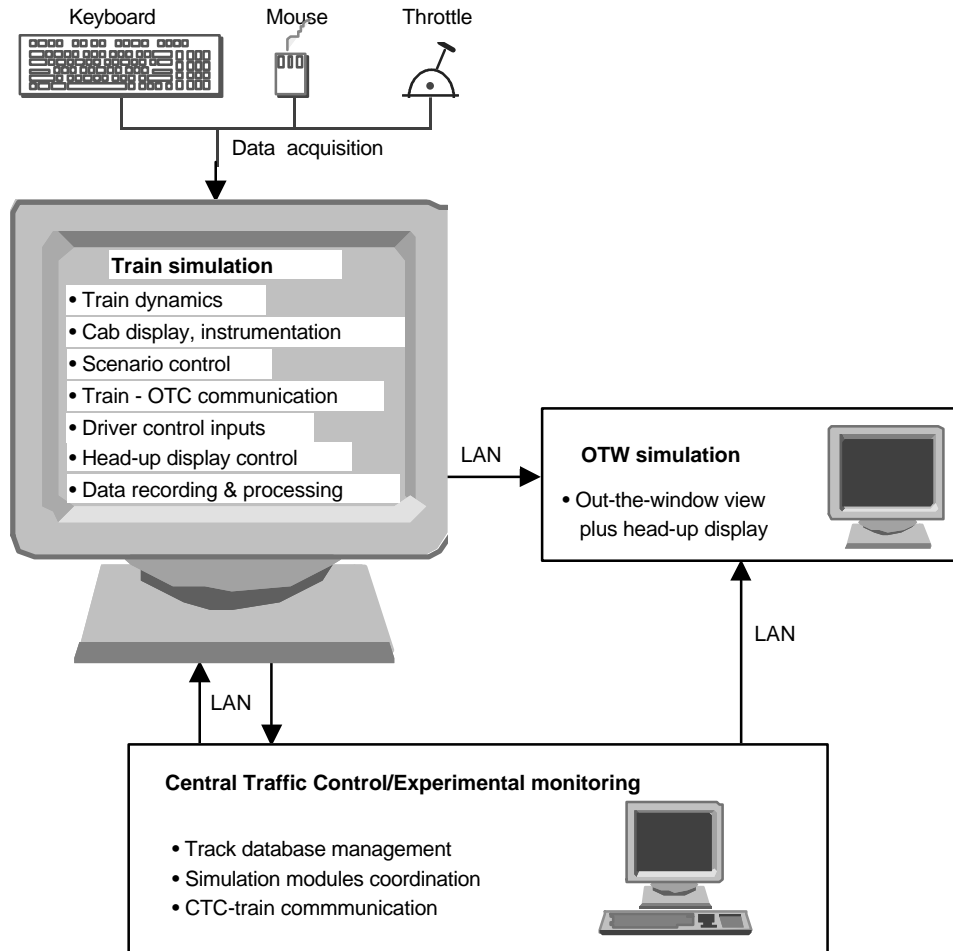 Keyboard
Mouse
Throttle
Data acquisition
Train simulation
• Train dynamics
• Cab display, instrumentation
• Scenario control
• Train - OTC communication
• Driver control inputs
• Head-up display control
• Data recording & processing
LAN
OTW simulation
• Out-the-window view
plus head-up display
LAN
LAN
Central Traffic Control/Experimental monitoring
• Track database management
• Simulation modules coordination
• CTC-train commmunication